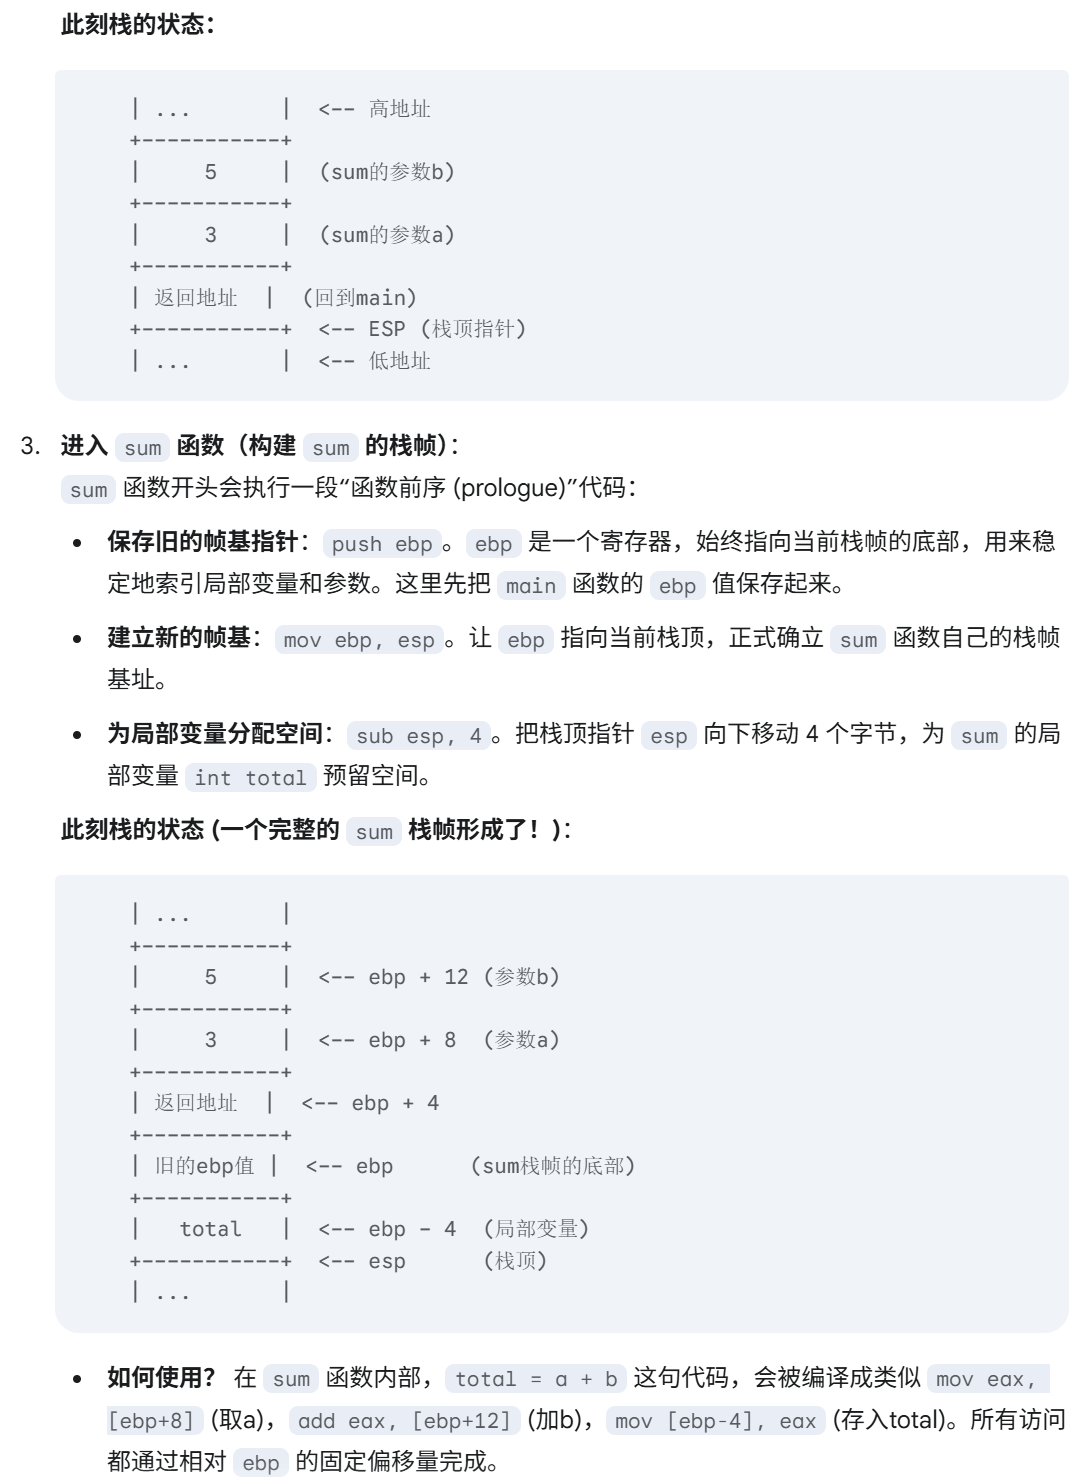 此刻栈的状态：
| ...       |  <-- 高地址
+-----------+
|     5     |  (sum的参数b)
+-----------+
|     3     |  (sum的参数a)
+-----------+
| 返回地址  |  (回到main)
+-----------+  <-- ESP (栈顶指针)
| ...       |  <-- 低地址
3. 进入 sum 函数（构建 sum 的栈帧）：
sum 函数开头会执行一段“函数前序 (prologue)”代码：
• 保存旧的帧基指针： push ebp 。 ebp 是一个寄存器，始终指向当前栈帧的底部，用来稳
定地索引局部变量和参数。这里先把 main 函数的 ebp 值保存起来。
• 建立新的帧基： mov ebp, esp 。让 ebp 指向当前栈顶，正式确立 sum 函数自己的栈帧
基址。
• 为局部变量分配空间： sub esp, 4 。把栈顶指针 esp 向下移动 4 个字节，为 sum 的局
部变量 int total 预留空间。
此刻栈的状态 (一个完整的 sum 栈帧形成了！)：
| ...       |
+-----------+
|     5     |  <-- ebp + 12 (参数b)
+-----------+
|     3     |  <-- ebp + 8  (参数a)
+-----------+
| 返回地址  |  <-- ebp + 4
+-----------+
| 旧的ebp值 |  <-- ebp      (sum栈帧的底部)
+-----------+
|   total   |  <-- ebp - 4  (局部变量)
+-----------+  <-- esp      (栈顶)
| ...       |
• 如何使用？ 在 sum 函数内部， total = a + b 这句代码，会被编译成类似 mov eax,
[ebp+8] (取a)， add eax, [ebp+12] (加b)， mov [ebp-4], eax (存入total)。所有访问
都通过相对 ebp 的固定偏移量完成。